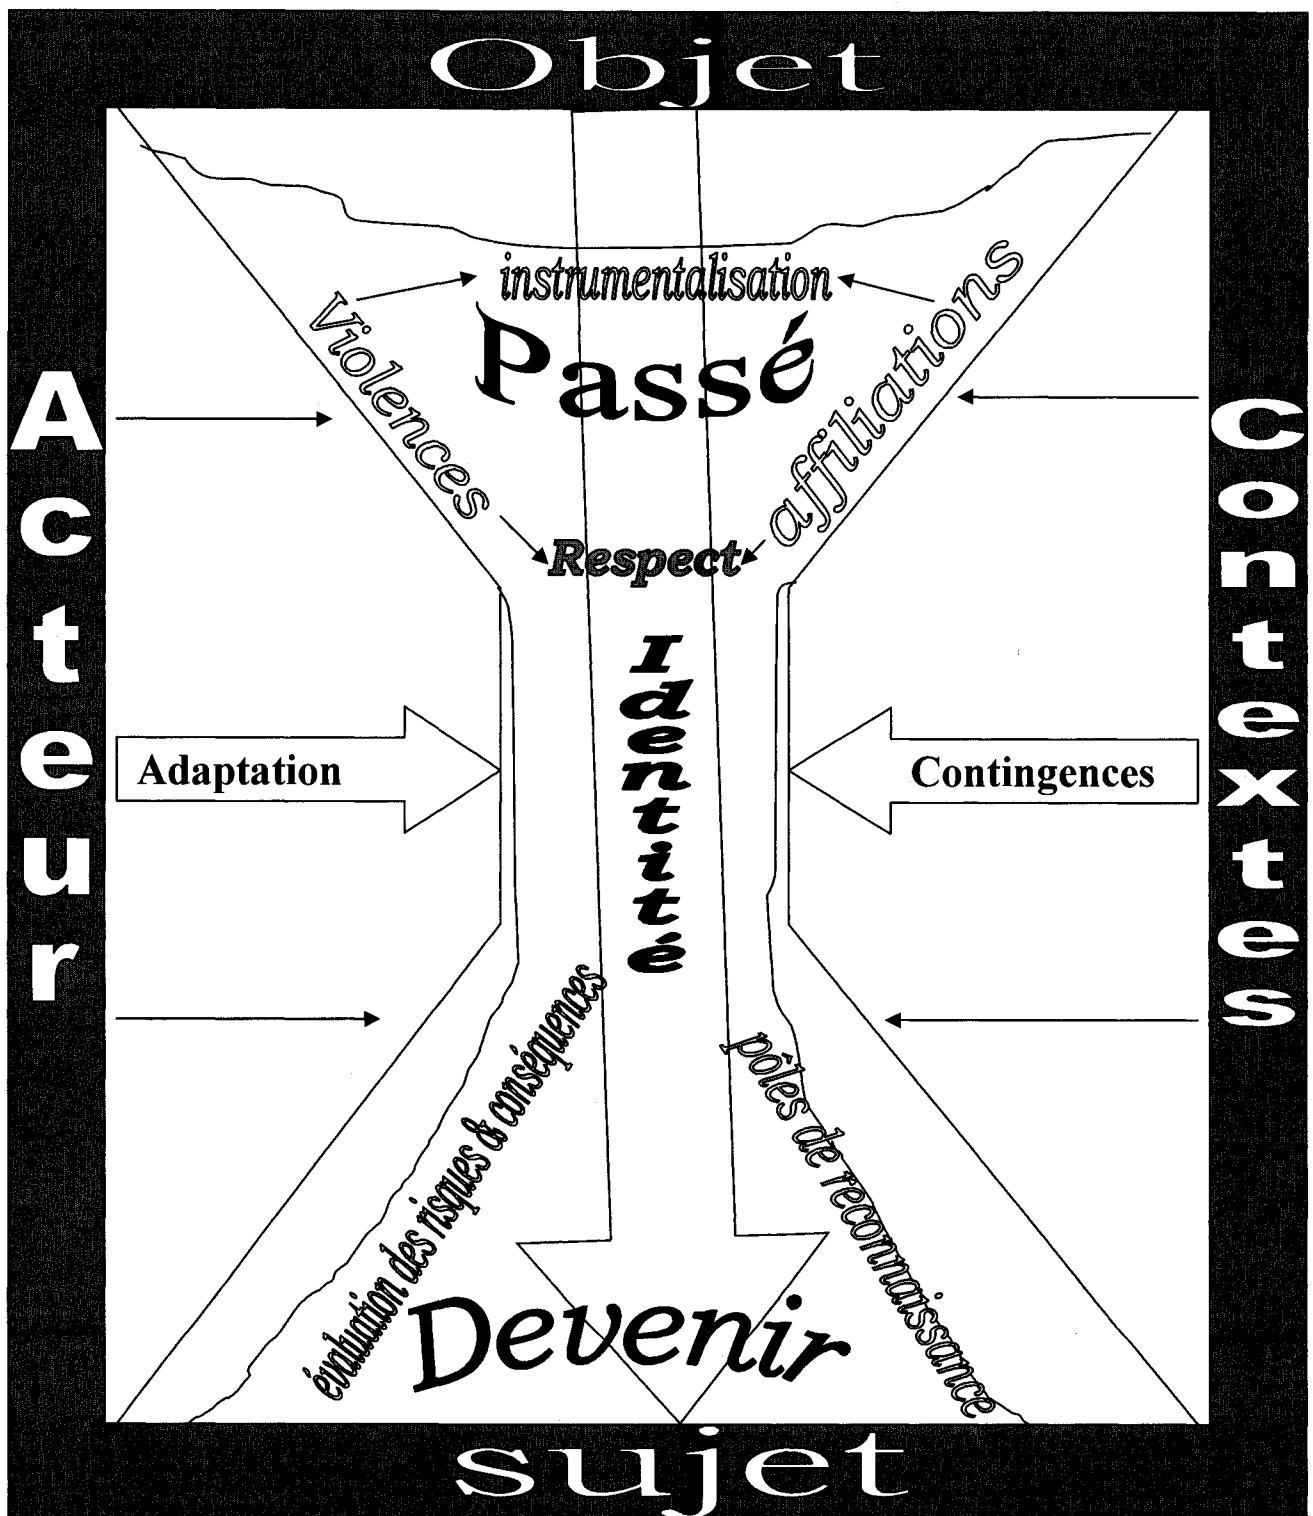 Objet
instrumentalisation
Passé
Violences
affiliations
Respect
Acteur
Contextes
Identité
Adaptation
Contingences
évaluation des risques & conséquences
pôles de reconnaissance
Devenir
sujet